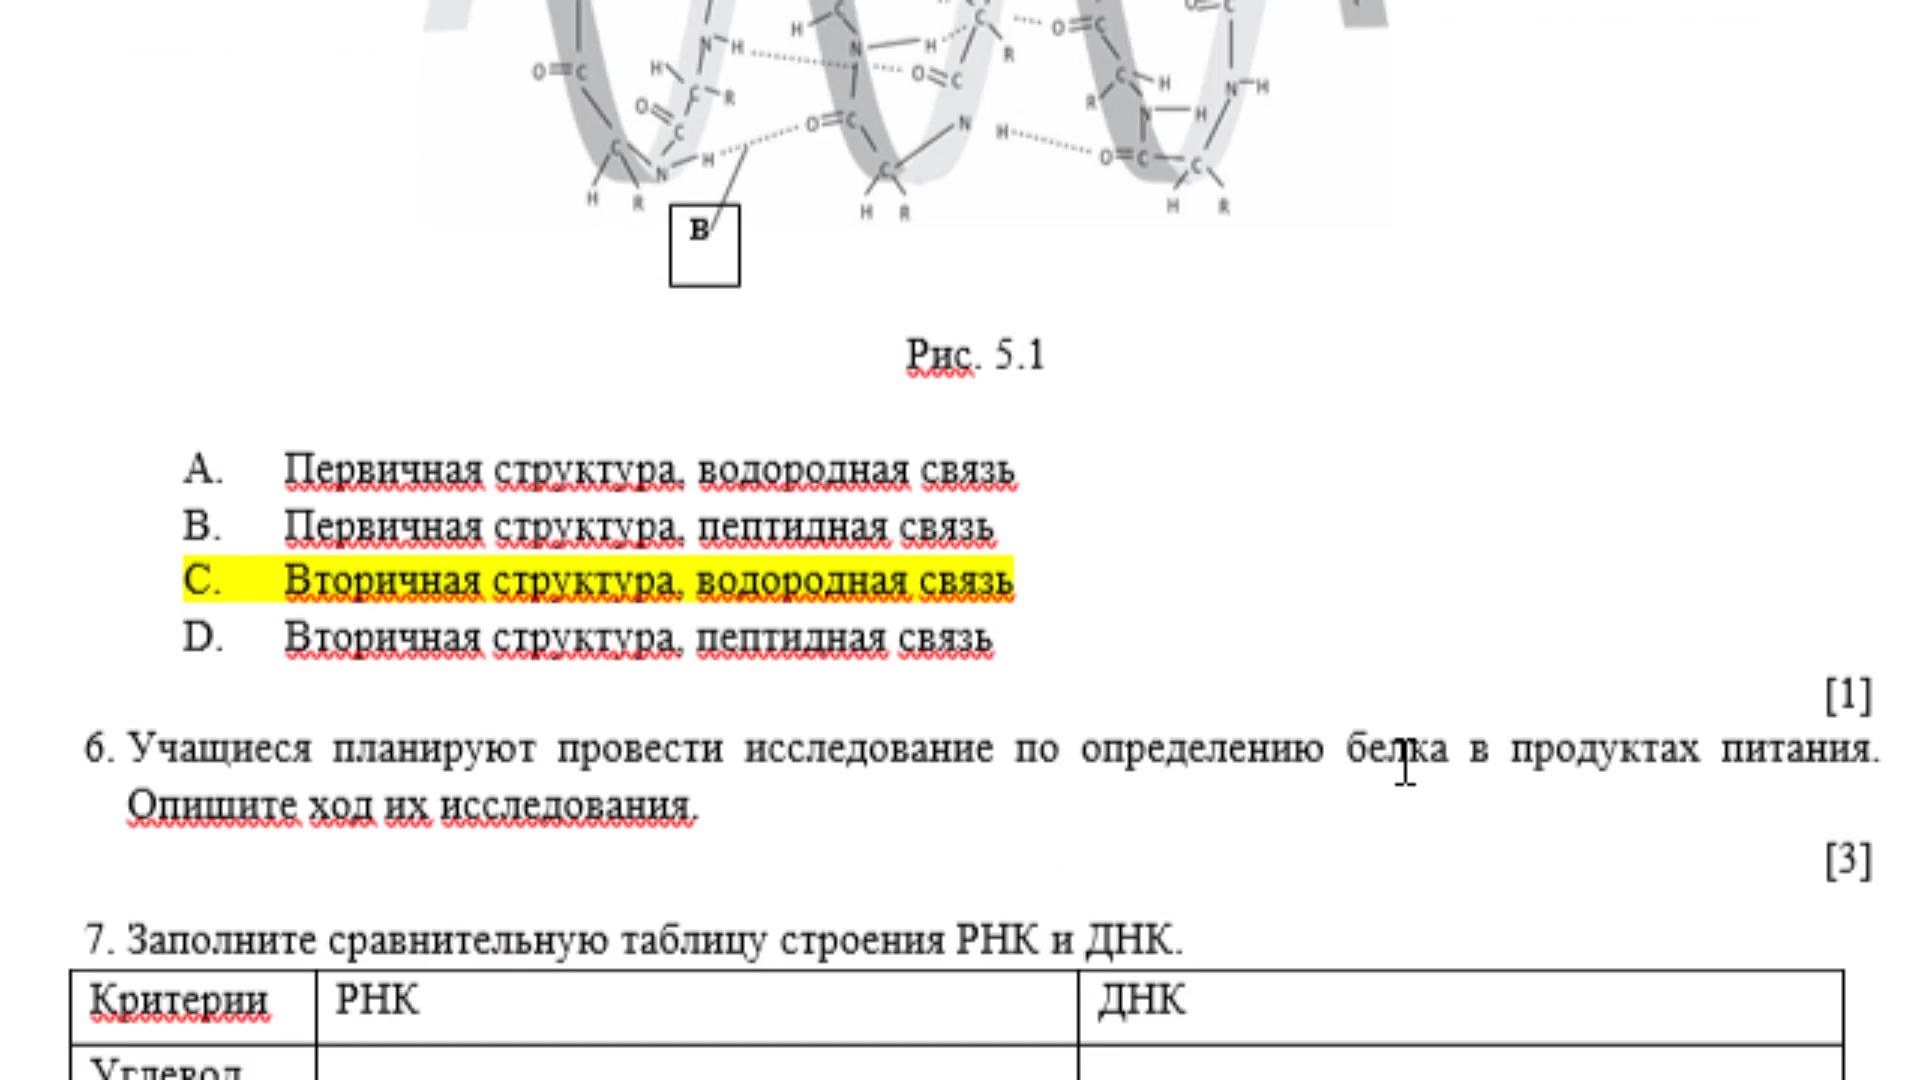 O C N H H N H C R O C H
H C R O C
O C
R C H N H N H
H O C N H
C N H O C N H O C C
H R H R H R
В
Рис. 5.1
A. Первичная структура, водородная связь
B. Первичная структура, пептидная связь
C. Вторичная структура, водородная связь
D. Вторичная структура, пептидная связь
[1]
6. Учащиеся планируют провести исследование по определению белка в продуктах питания.
Опишите ход их исследования.
[3]
7. Заполните сравнительную таблицу строения РНК и ДНК.
Критерии РНК ДНК
Углевод